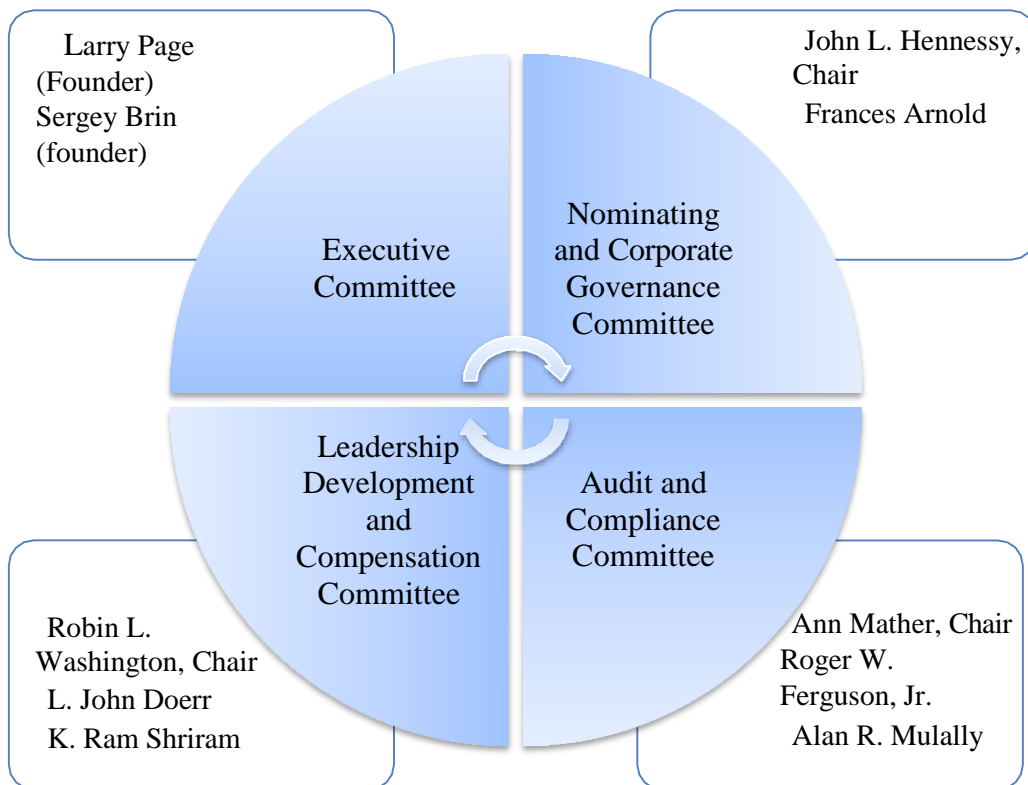 Larry Page
(Founder)
Sergey Brin
(founder)
John L. Hennessy,
Chair
Frances Arnold
Executive
Committee
Nominating
and Corporate
Governance
Committee
Leadership
Development
and
Compensation
Committee
Audit and
Compliance
Committee
Robin L.
Washington, Chair
L. John Doerr
K. Ram Shriram
Ann Mather, Chair
Roger W.
Ferguson, Jr.
Alan R. Mulally